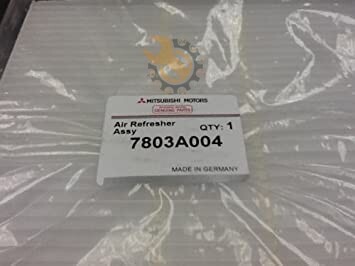 MITSUBISHI MOTORS
GENUINE PARTS
Air Refresher
Assy QTY: 1
7803A004
MADE IN GERMANY